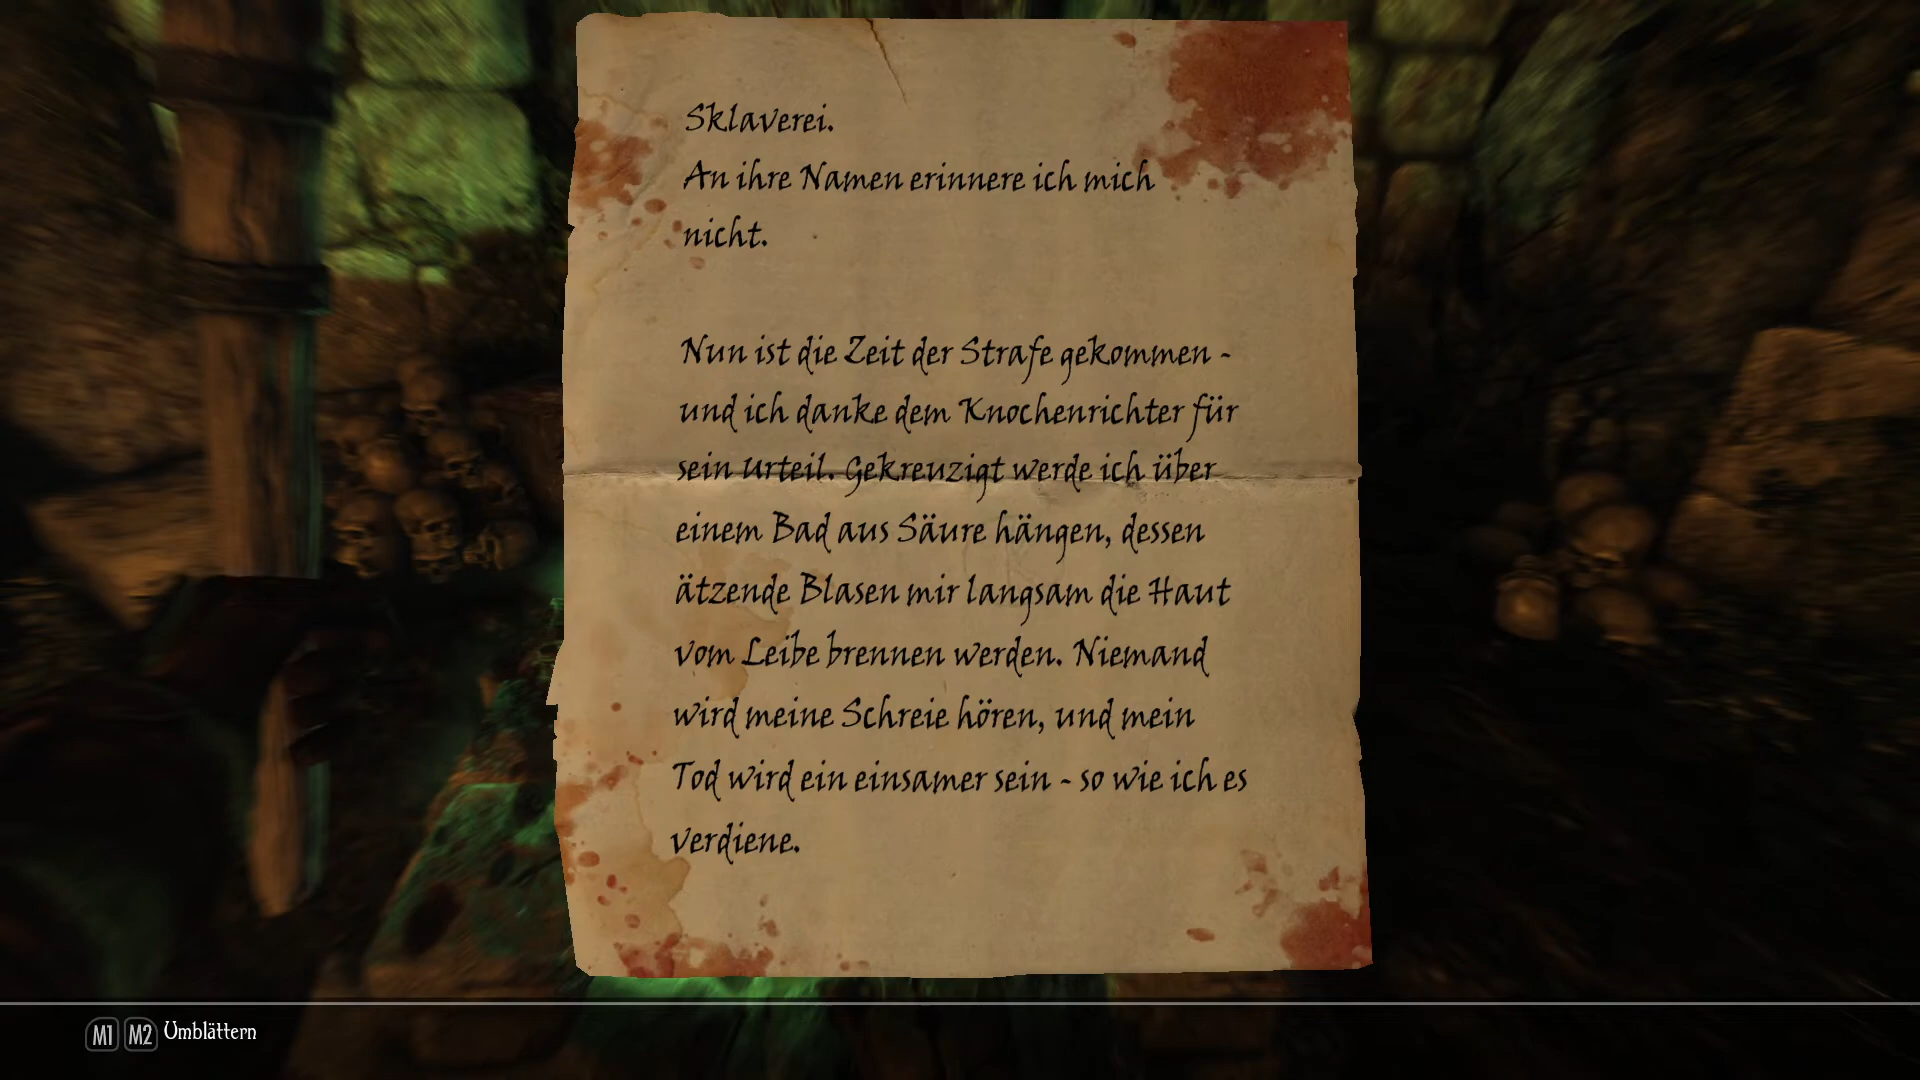 Sklaverei.
An ihre Namen erinnere ich mich
nicht.
Nun ist die Zeit der Strafe gekommen -
und ich danke dem Knochenrichter für
sein Urteil. Gekreuzigt werde ich über
einem Bad aus Säure hängen, dessen
ätzende Blasen mir langsam die Haut
vom Leibe brennen werden. Niemand
wird meine Schreie hören, und mein
Tod wird ein einsamer sein - so wie ich es
verdiene.
M1 M2 Umblättern